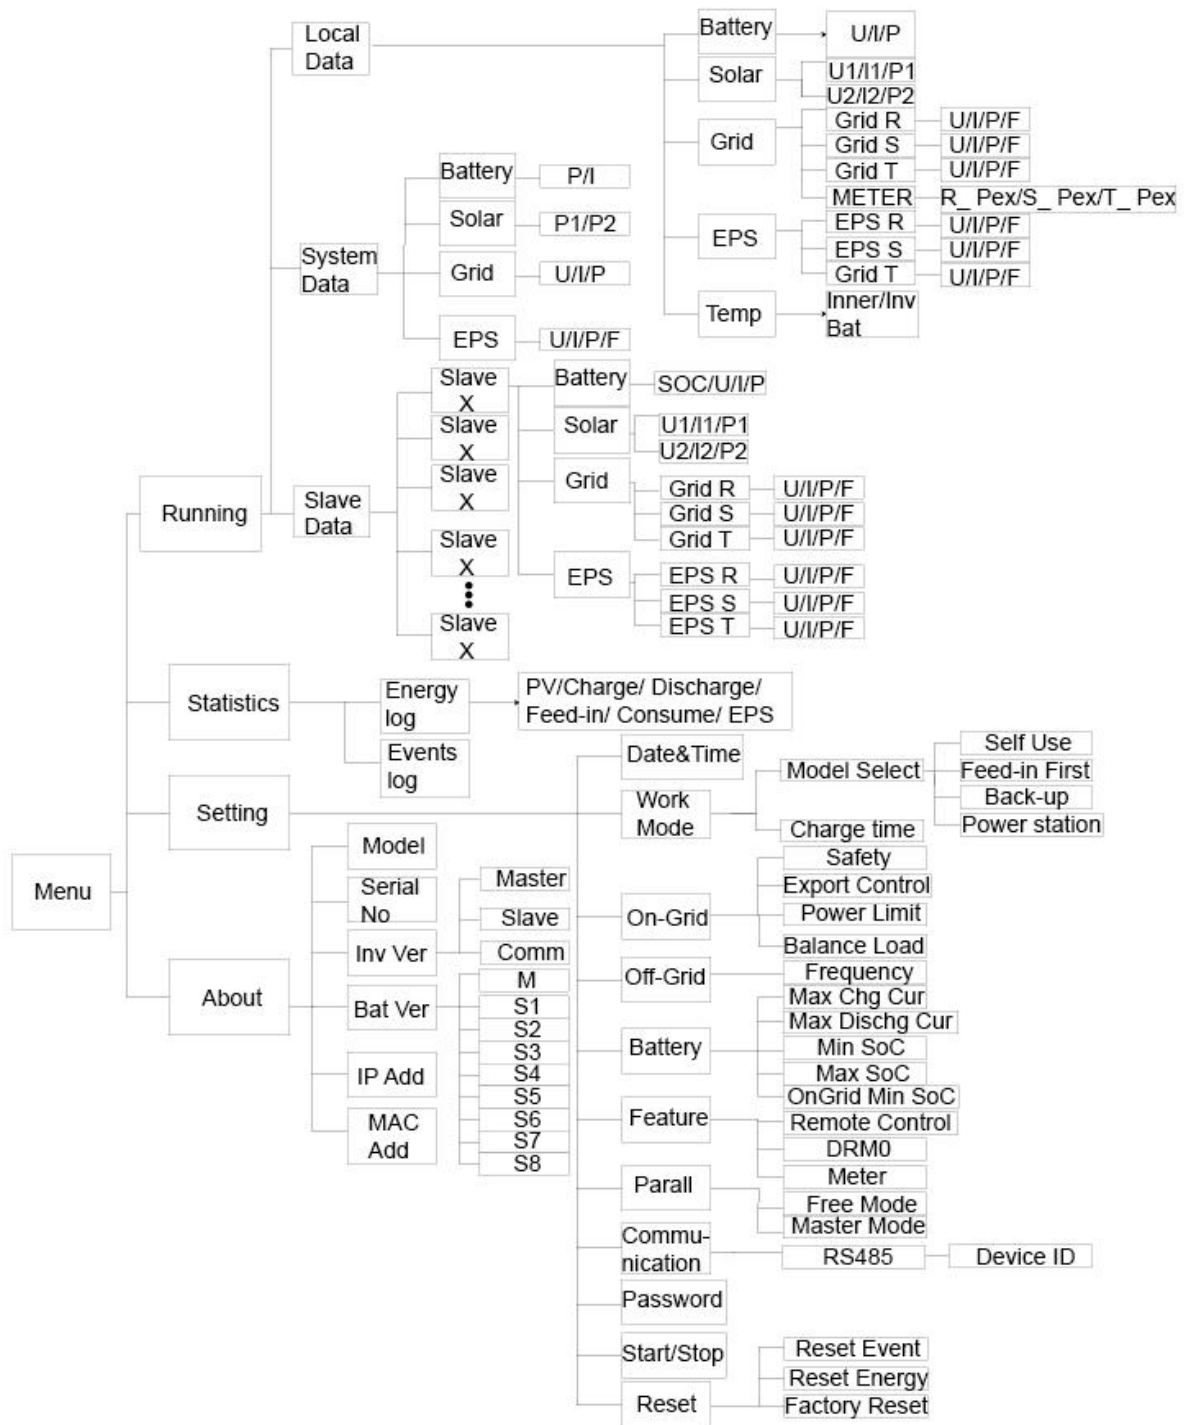 Menu
Running
Local
Data
Battery
U/I/P
Solar
U1/I1/P1
U2/I2/P2
Grid
Grid R
U/I/P/F
Grid S
U/I/P/F
Grid T
U/I/P/F
METER
R_ Pex/S_ Pex/T_ Pex
EPS
EPS R
U/I/P/F
EPS S
U/I/P/F
Grid T
U/I/P/F
Temp
Inner/Inv
Bat
System
Data
Battery
P/I
Solar
P1/P2
Grid
U/I/P
EPS
U/I/P/F
Slave
Data
Slave
X
Slave
X
Slave
X
Slave
X
Slave
X
Battery
SOC/U/I/P
Solar
U1/I1/P1
U2/I2/P2
Grid
Grid R
U/I/P/F
Grid S
U/I/P/F
Grid T
U/I/P/F
EPS
EPS R
U/I/P/F
EPS S
U/I/P/F
EPS T
U/I/P/F
Statistics
Energy
log
PV/Charge/ Discharge/
Feed-in/ Consume/ EPS
Events
log
Setting
Date&Time
Work
Mode
Model Select
Self Use
Feed-in First
Back-up
Power station
Charge time
On-Grid
Safety
Export Control
Power Limit
Balance Load
Off-Grid
Frequency
Battery
Max Chg Cur
Max Dischg Cur
Min SoC
Max SoC
OnGrid Min SoC
Feature
Remote Control
DRM0
Meter
Parall
Free Mode
Master Mode
Commu-
nication
RS485
Device ID
Password
Start/Stop
Reset
Reset Event
Reset Energy
Factory Reset
About
Model
Serial
No
Inv Ver
Master
Slave
Comm
Bat Ver
M
S1
S2
S3
S4
S5
S6
S7
S8
IP Add
MAC
Add